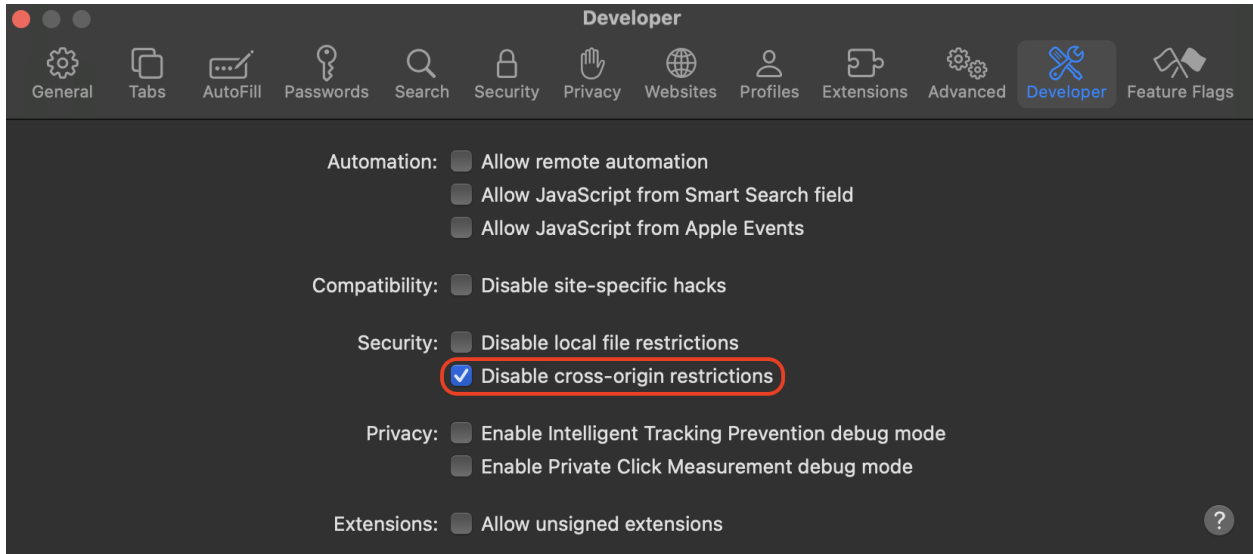 Developer
General Tabs AutoFill Passwords Search Security Privacy Websites Profiles Extensions Advanced Developer Feature Flags
Automation: Allow remote automation
Allow JavaScript from Smart Search field
Allow JavaScript from Apple Events
Compatibility: Disable site-specific hacks
Security: Disable local file restrictions
Disable cross-origin restrictions
Privacy: Enable Intelligent Tracking Prevention debug mode
Enable Private Click Measurement debug mode
Extensions: Allow unsigned extensions
?